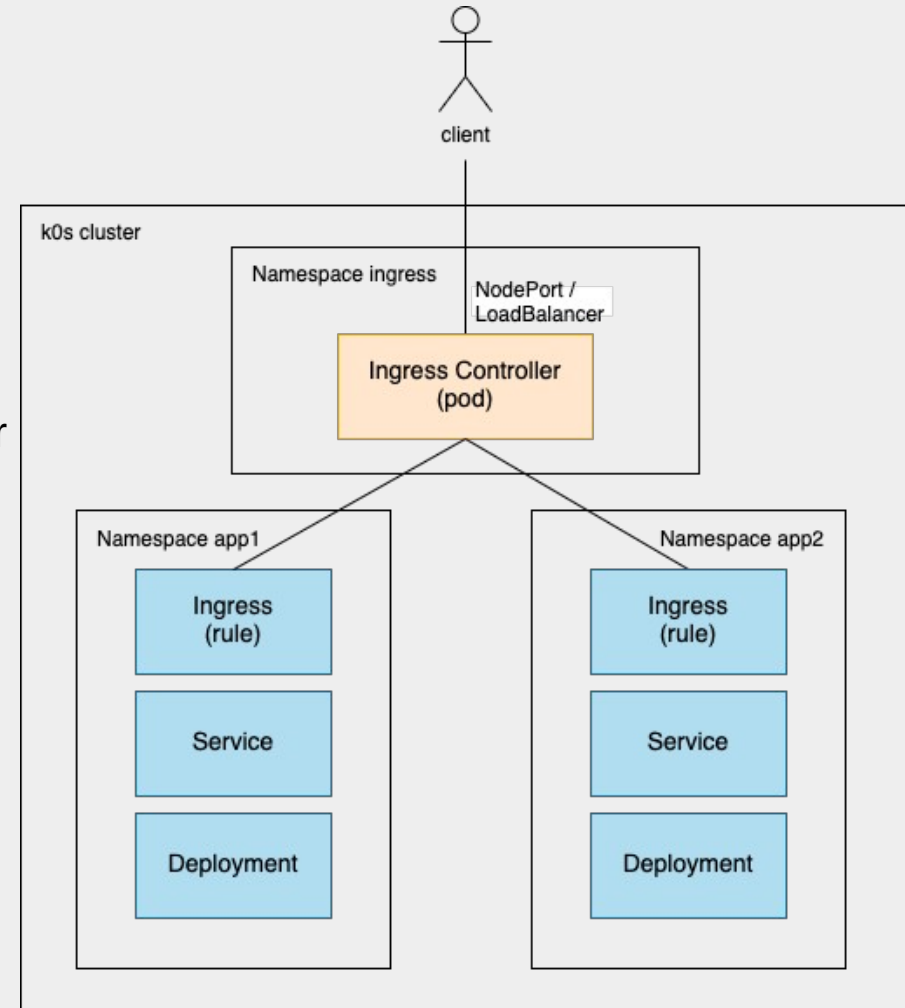 client
k0s cluster
Namespace ingress
NodePort /
LoadBalancer
Ingress Controller
(pod)
r
Namespace app1
Namespace app2
Ingress
(rule)
Ingress
(rule)
Service
Service
Deployment
Deployment